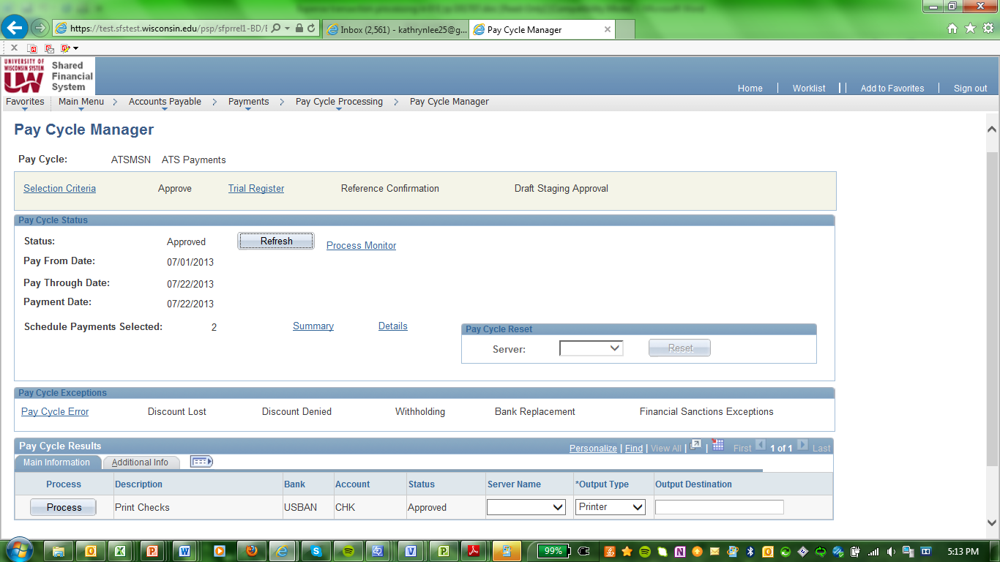 https://test.sfstest.wisconsin.edu/psp/sfprrel1-BD/
Inbox (2,561) - kathrynlee25@g...
Pay Cycle Manager
UNIVERSITY OF WISCONSIN SYSTEM
UW
Shared Financial System
Home
Worklist
Add to Favorites
Sign out
Favorites
Main Menu
Accounts Payable
Payments
Pay Cycle Processing
Pay Cycle Manager
Pay Cycle Manager
Pay Cycle: ATSMSN ATS Payments
Selection Criteria Approve Trial Register Reference Confirmation Draft Staging Approval
Pay Cycle Status
Status: Approved Refresh Process Monitor
Pay From Date: 07/01/2013
Pay Through Date: 07/22/2013
Payment Date: 07/22/2013
Schedule Payments Selected: 2 Summary Details
Pay Cycle Reset
Server: Reset
Pay Cycle Exceptions
Pay Cycle Error Discount Lost Discount Denied Withholding Bank Replacement Financial Sanctions Exceptions
Pay Cycle Results Personalize | Find | View All | | First 1 of 1 Last
Main Information Additional Info
Process Description Bank Account Status Server Name *Output Type Output Destination
Process Print Checks USBAN CHK Approved Printer
99% 5:13 PM